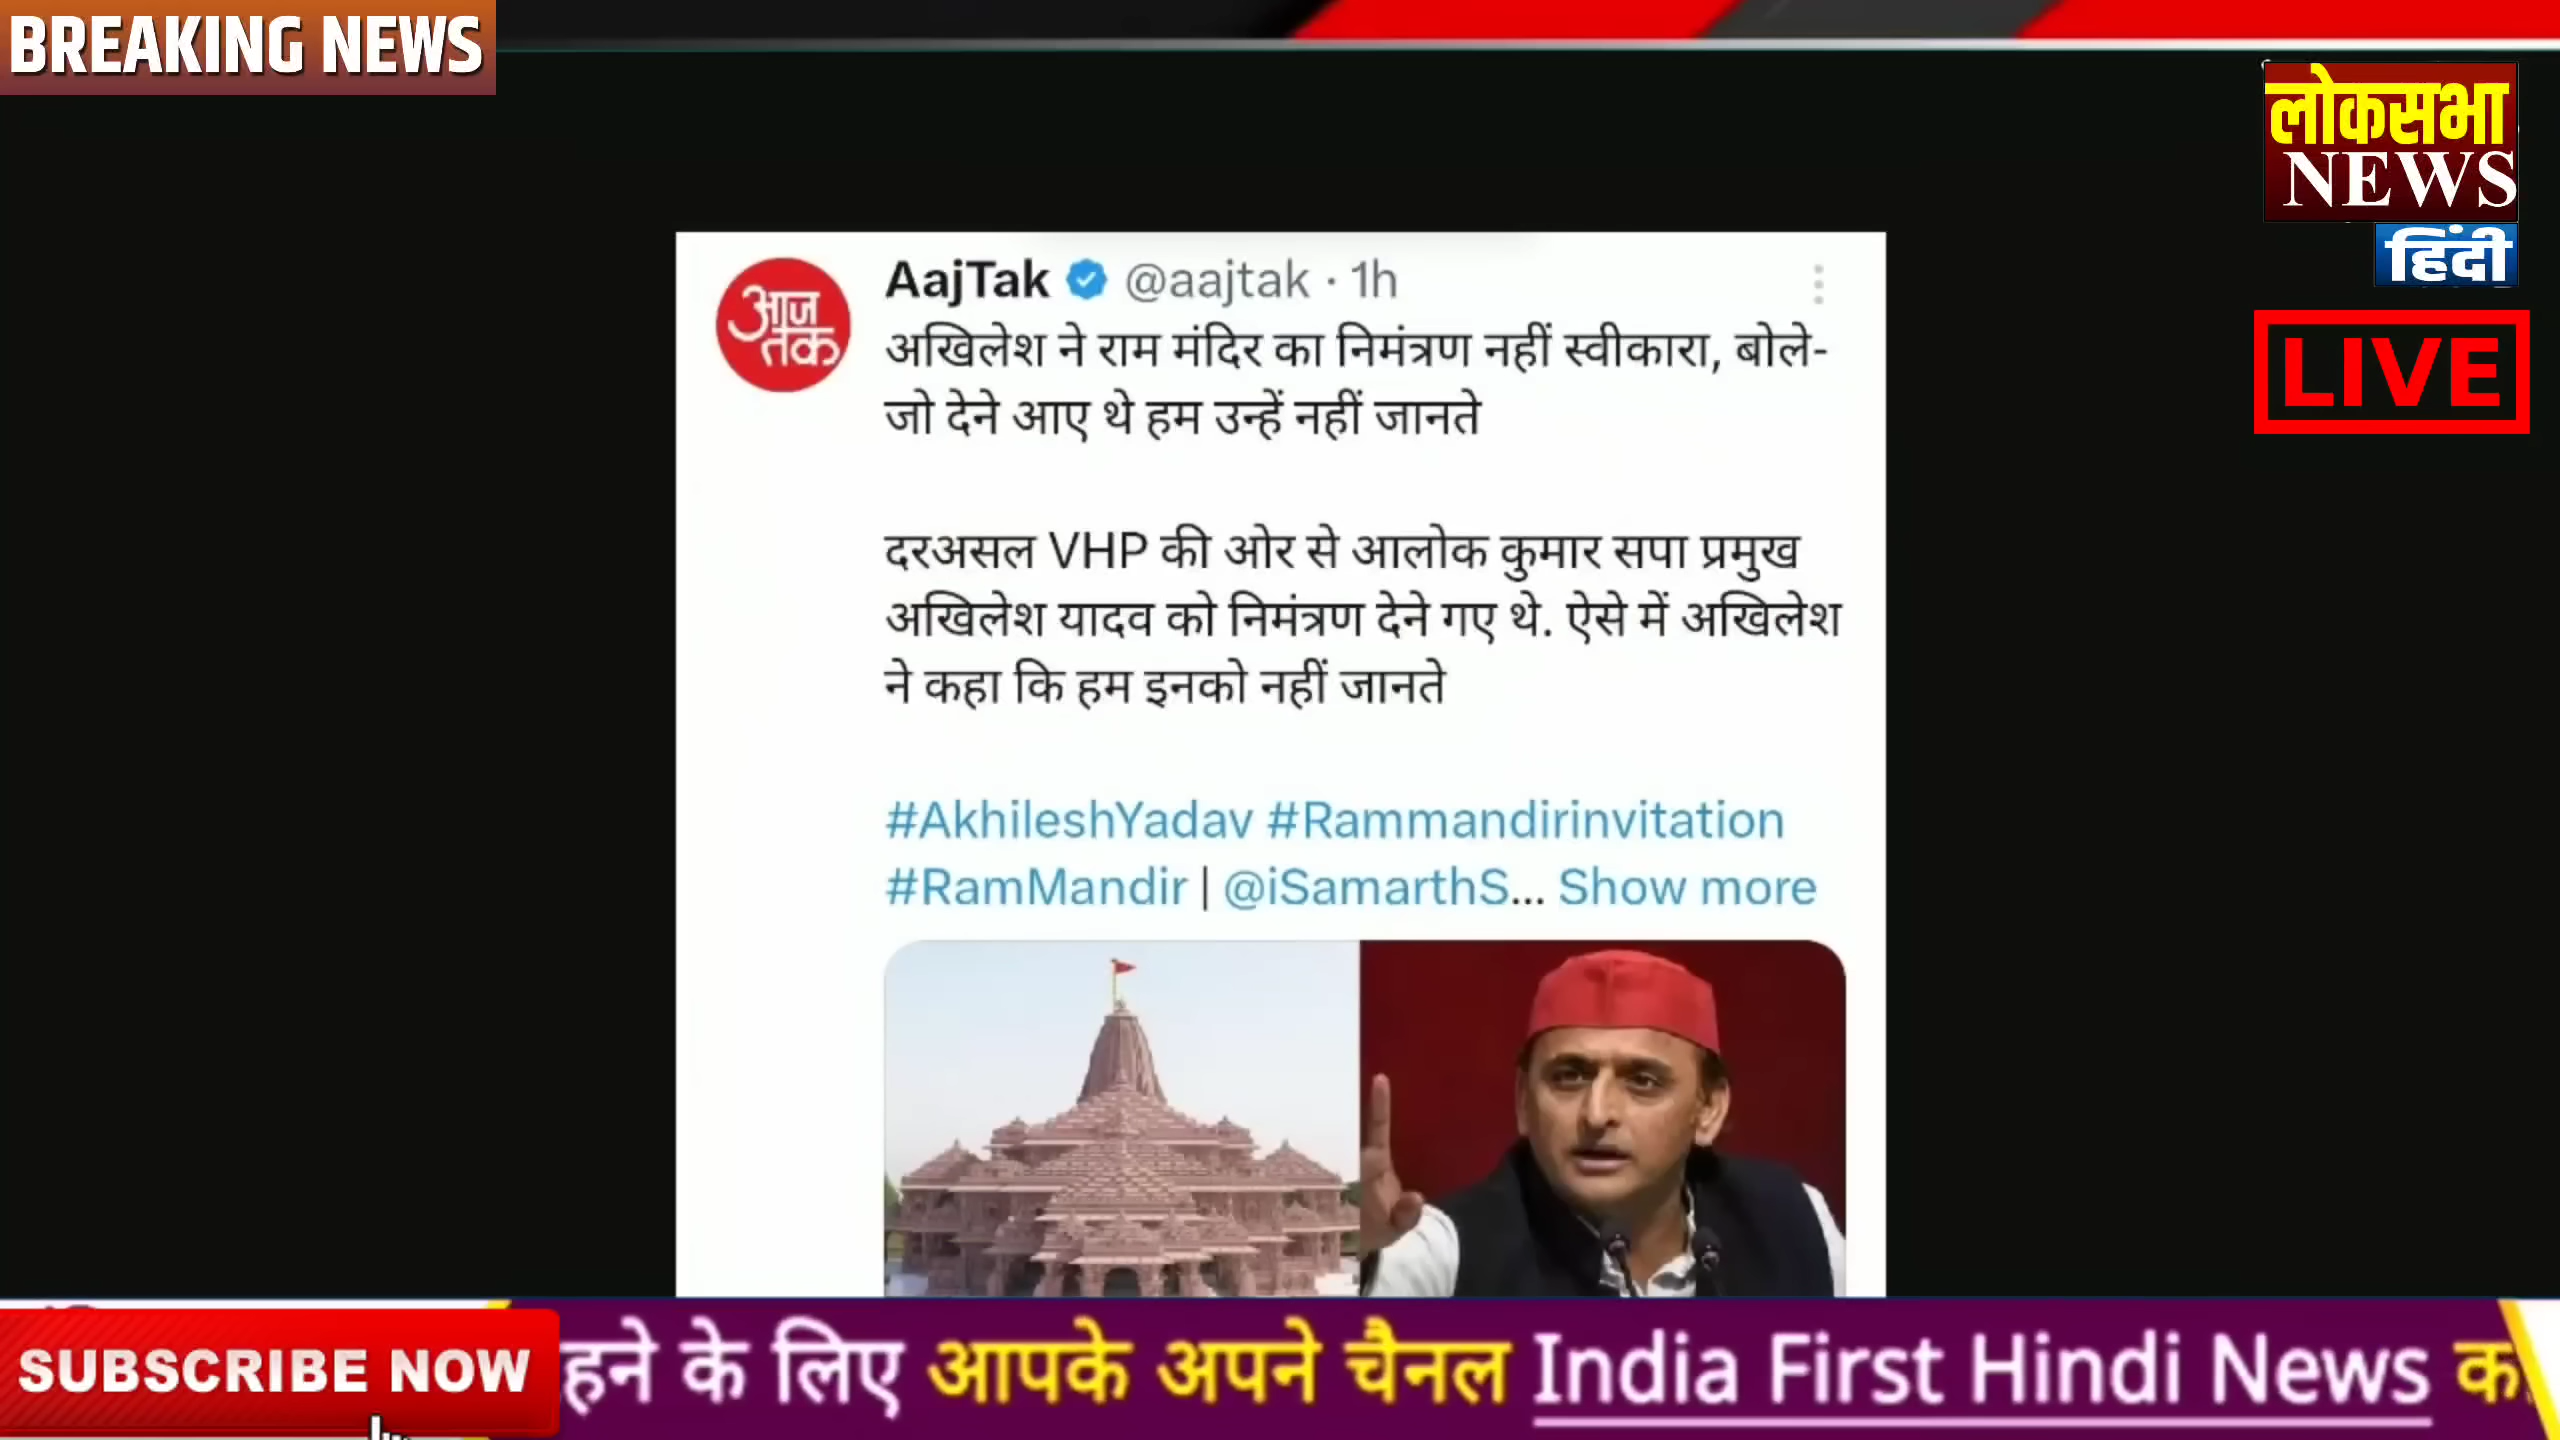 BREAKING NEWS
लोकसभा
NEWS
हिंदी
LIVE
आज
तक
AajTak @aajtak · 1h
अखिलेश ने राम मंदिर का निमंत्रण नहीं स्वीकारा, बोले-
जो देने आए थे हम उन्हें नहीं जानते
दरअसल VHP की ओर से आलोक कुमार सपा प्रमुख
अखिलेश यादव को निमंत्रण देने गए थे. ऐसे में अखिलेश
ने कहा कि हम इनको नहीं जानते
#AkhileshYadav #Rammandirinvitation
#RamMandir | @iSamarthS... Show more
SUBSCRIBE NOW
हने के लिए आपके अपने चैनल India First Hindi News क